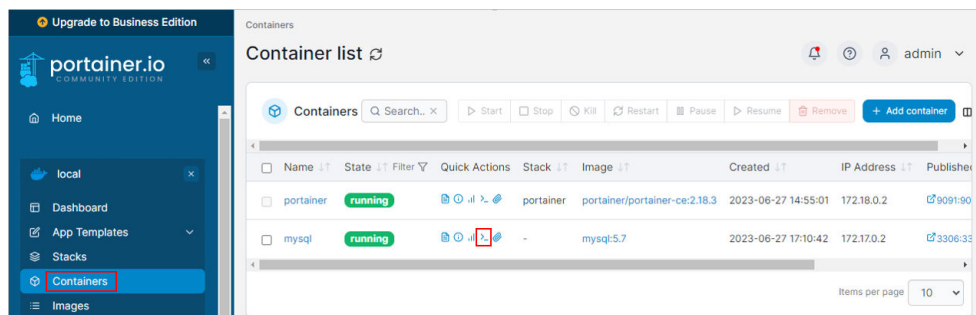 Upgrade to Business Edition
portainer.io
COMMUNITY EDITION
Home
local
Dashboard
App Templates
Stacks
Containers
Images
Containers
Container list
admin
Containers Search.. Start Stop Kill Restart Pause Resume Remove + Add container
Name State Filter Quick Actions Stack Image Created IP Address Published
portainer running portainer portainer/portainer-ce:2.18.3 2023-06-27 14:55:01 172.18.0.2 9091:90
mysql running - mysql:5.7 2023-06-27 17:10:42 172.17.0.2 3306:33
Items per page 10